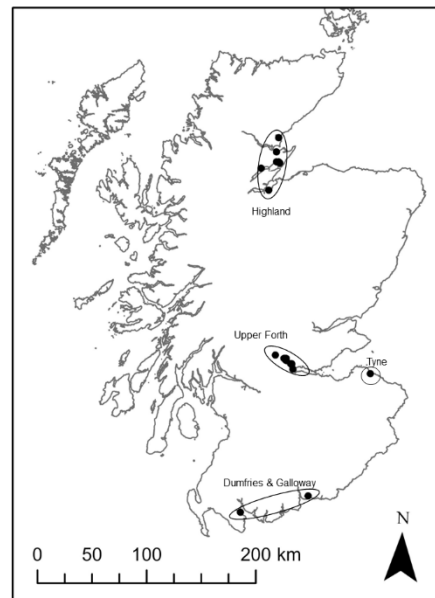 Highland
Upper Forth
Tyne
Dumfries & Galloway
N
0 50 100 200 km